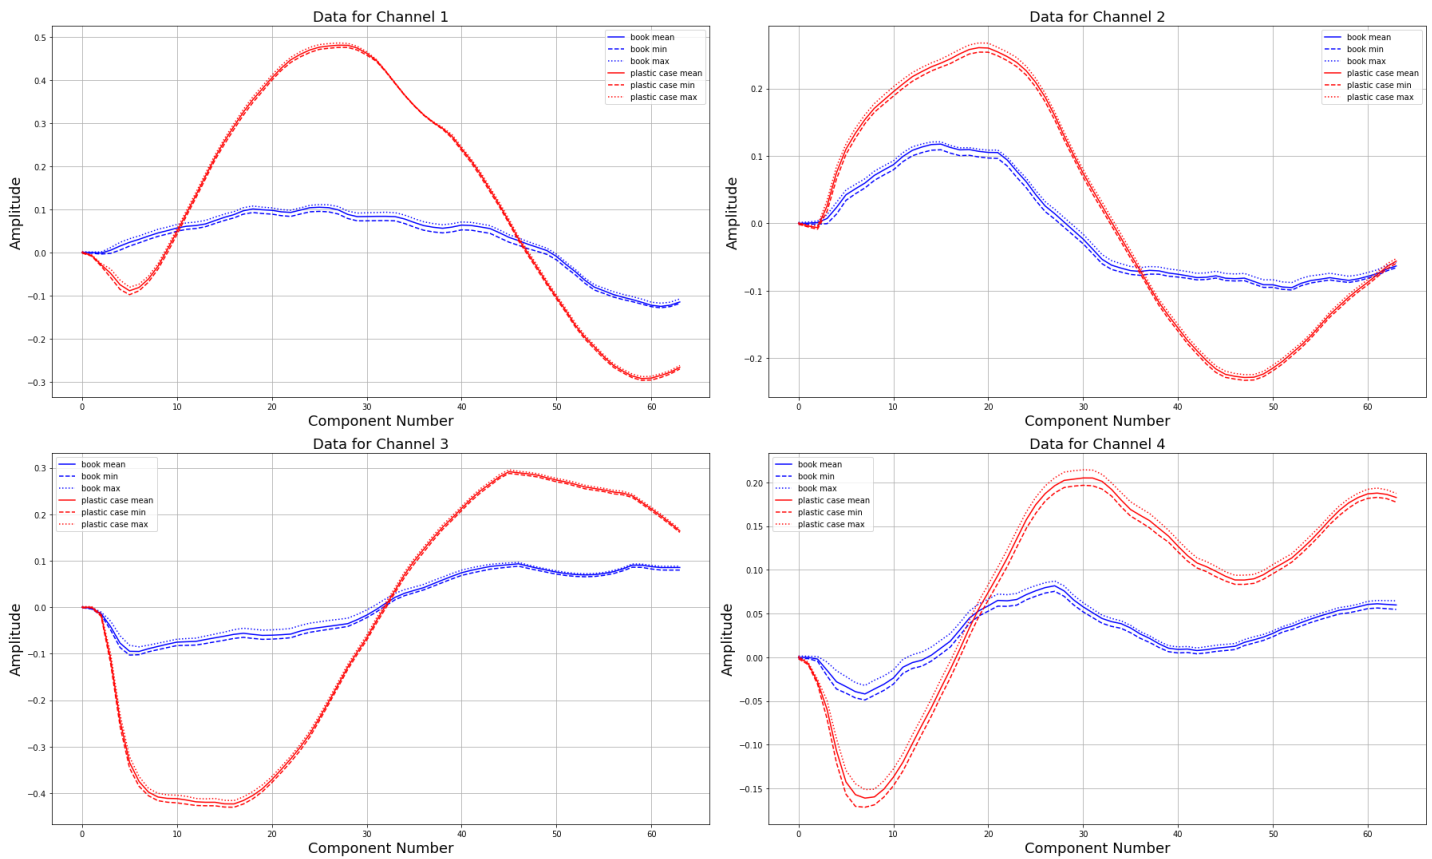 Data for Channel 1
book mean
book min
book max
plastic case mean
plastic case min
plastic case max
0.5
0.4
0.3
0.2
0.1
0.0
−0.1
−0.2
−0.3
Amplitude
0 10 20 30 40 50 60
Component Number
Data for Channel 2
book mean
book min
book max
plastic case mean
plastic case min
plastic case max
0.2
0.1
0.0
−0.1
−0.2
Amplitude
0 10 20 30 40 50 60
Component Number
Data for Channel 3
book mean
book min
book max
plastic case mean
plastic case min
plastic case max
0.3
0.2
0.1
0.0
−0.1
−0.2
−0.3
−0.4
Amplitude
0 10 20 30 40 50 60
Component Number
Data for Channel 4
book mean
book min
book max
plastic case mean
plastic case min
plastic case max
0.20
0.15
0.10
0.05
0.00
−0.05
−0.10
−0.15
Amplitude
0 10 20 30 40 50 60
Component Number